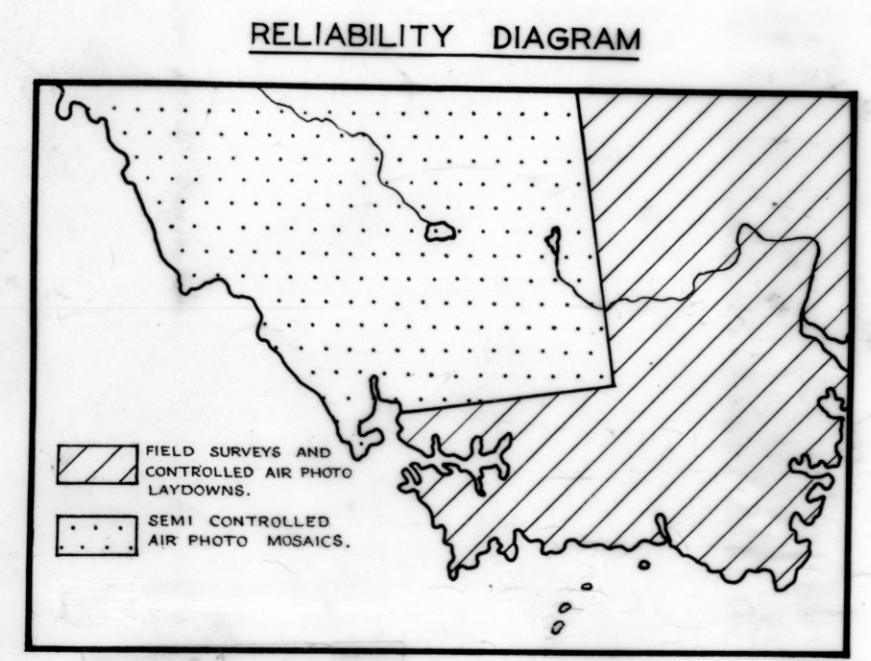 RELIABILITY DIAGRAM
FIELD SURVEYS AND
CONTROLLED AIR PHOTO
LAYDOWNS.
SEMI CONTROLLED
AIR PHOTO MOSAICS.